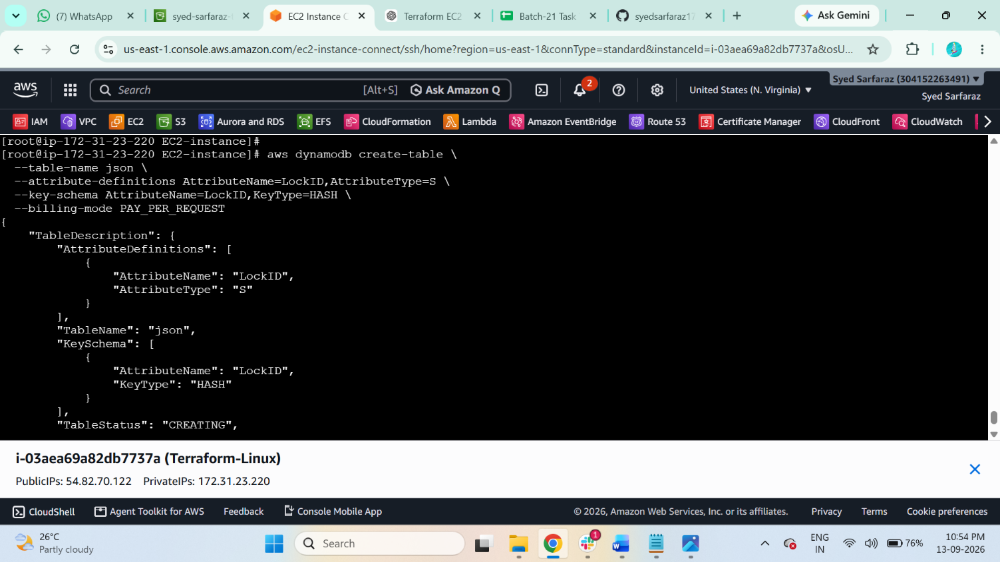 (7) WhatsApp
syed-sarfaraz-
EC2 Instance C
Terraform EC2
Batch-21 Task
syedsarfaraz17
Ask Gemini
us-east-1.console.aws.amazon.com/ec2-instance-connect/ssh/home?region=us-east-1&connType=standard&instanceId=i-03aea69a82db7737a&osU...
aws
Search
[Alt+S]
Ask Amazon Q
2
United States (N. Virginia) ▼
Syed Sarfaraz (304152263491) ▼
Syed Sarfaraz
IAM
VPC
EC2
S3
Aurora and RDS
EFS
CloudFormation
Lambda
Amazon EventBridge
Route 53
Certificate Manager
CloudFront
CloudWatch
[root@ip-172-31-23-220 EC2-instance]#
[root@ip-172-31-23-220 EC2-instance]# aws dynamodb create-table \
--table-name json \
--attribute-definitions AttributeName=LockID,AttributeType=S \
--key-schema AttributeName=LockID,KeyType=HASH \
--billing-mode PAY_PER_REQUEST
{
"TableDescription": {
"AttributeDefinitions": [
{
"AttributeName": "LockID",
"AttributeType": "S"
}
],
"TableName": "json",
"KeySchema": [
{
"AttributeName": "LockID",
"KeyType": "HASH"
}
],
"TableStatus": "CREATING",
i-03aea69a82db7737a (Terraform-Linux)
PublicIPs: 54.82.70.122 PrivateIPs: 172.31.23.220
CloudShell
Agent Toolkit for AWS
Feedback
Console Mobile App
© 2026, Amazon Web Services, Inc. or its affiliates.
Privacy
Terms
Cookie preferences
26°C
Partly cloudy
Search
1
ENG
IN
76%
10:54 PM
13-09-2026